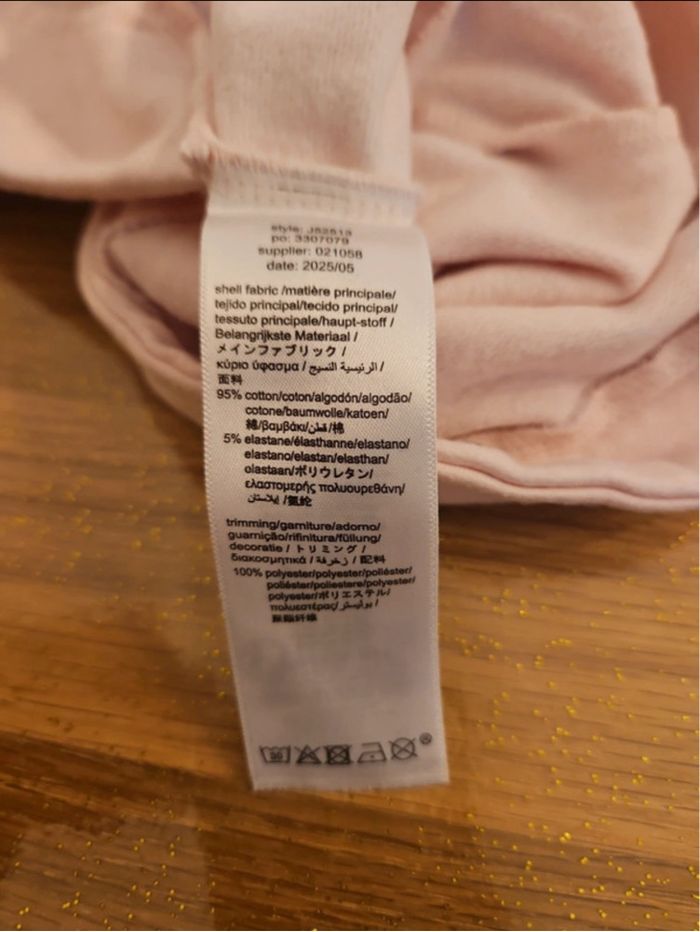 style: J52513
po: 3307079
supplier: 021058
date: 2025/05
shell fabric /matière principale/
tejido principal/tecido principal/
tessuto principale/haupt-stoff /
Belangrijkste Materiaal /
メインファブリック /
κύριο ύφασμα / الرئيسية النسيج /
面料
95% cotton/coton/algodón/algodão/
cotone/baumwolle/katoen/
綿/βαμβάκι/قطن/棉
5% elastane/élasthanne/elastano/
elastano/elastan/elasthan/
olastaan/ポリウレタン/
ελαστομερής πολυουρεθάνη/
إيلاستان /氨纶
trimming/garniture/adorno/
guarnição/rifinitura/füllung/
decoratie / トリミング /
διακοσμητικά / زخرفة / 配料
100% polyester/polyester/poliéster/
poliéster/poliestere/polyester/
polyester/ポリエステル/
πολυεστέρας/ بوليستر /
聚酯纤维
30